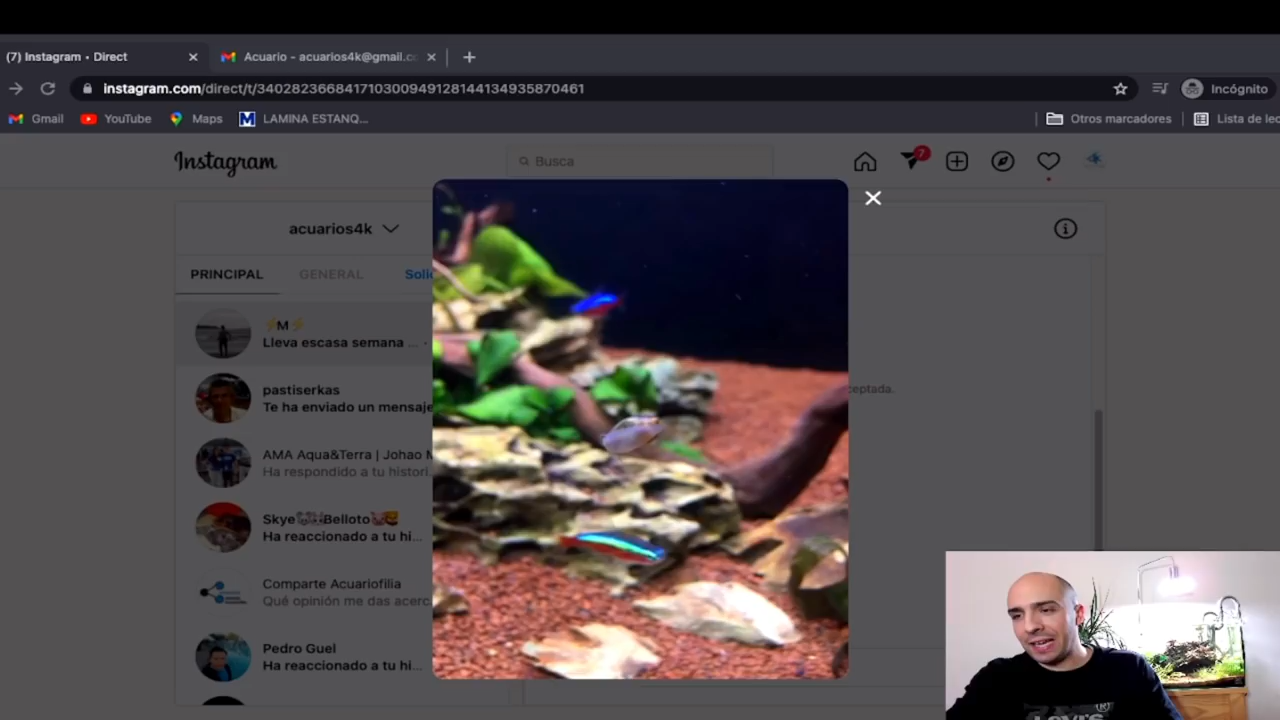 (7) Instagram • Direct
Acuario - acuarios4k@gmail.c
instagram.com/direct/t/340282366841710300949128144134935870461
Incógnito
Gmail
YouTube
Maps
LAMINA ESTANQ...
Otros marcadores
Lista de lec
Instagram
Busca
7
acuarios4k
PRINCIPAL
GENERAL
Solic
⚡M⚡
Lleva escasa semana ... ·
ceptada.
pastiserkas
Te ha enviado un mensaje
AMA Aqua&Terra | Johao M
Ha respondido a tu histori...
Skye🐭🐭Belloto🐷🐱
Ha reaccionado a tu hi...
Comparte Acuariofilia
Qué opinión me das acerc
Pedro Guel
Ha reaccionado a tu hi...
Levi's